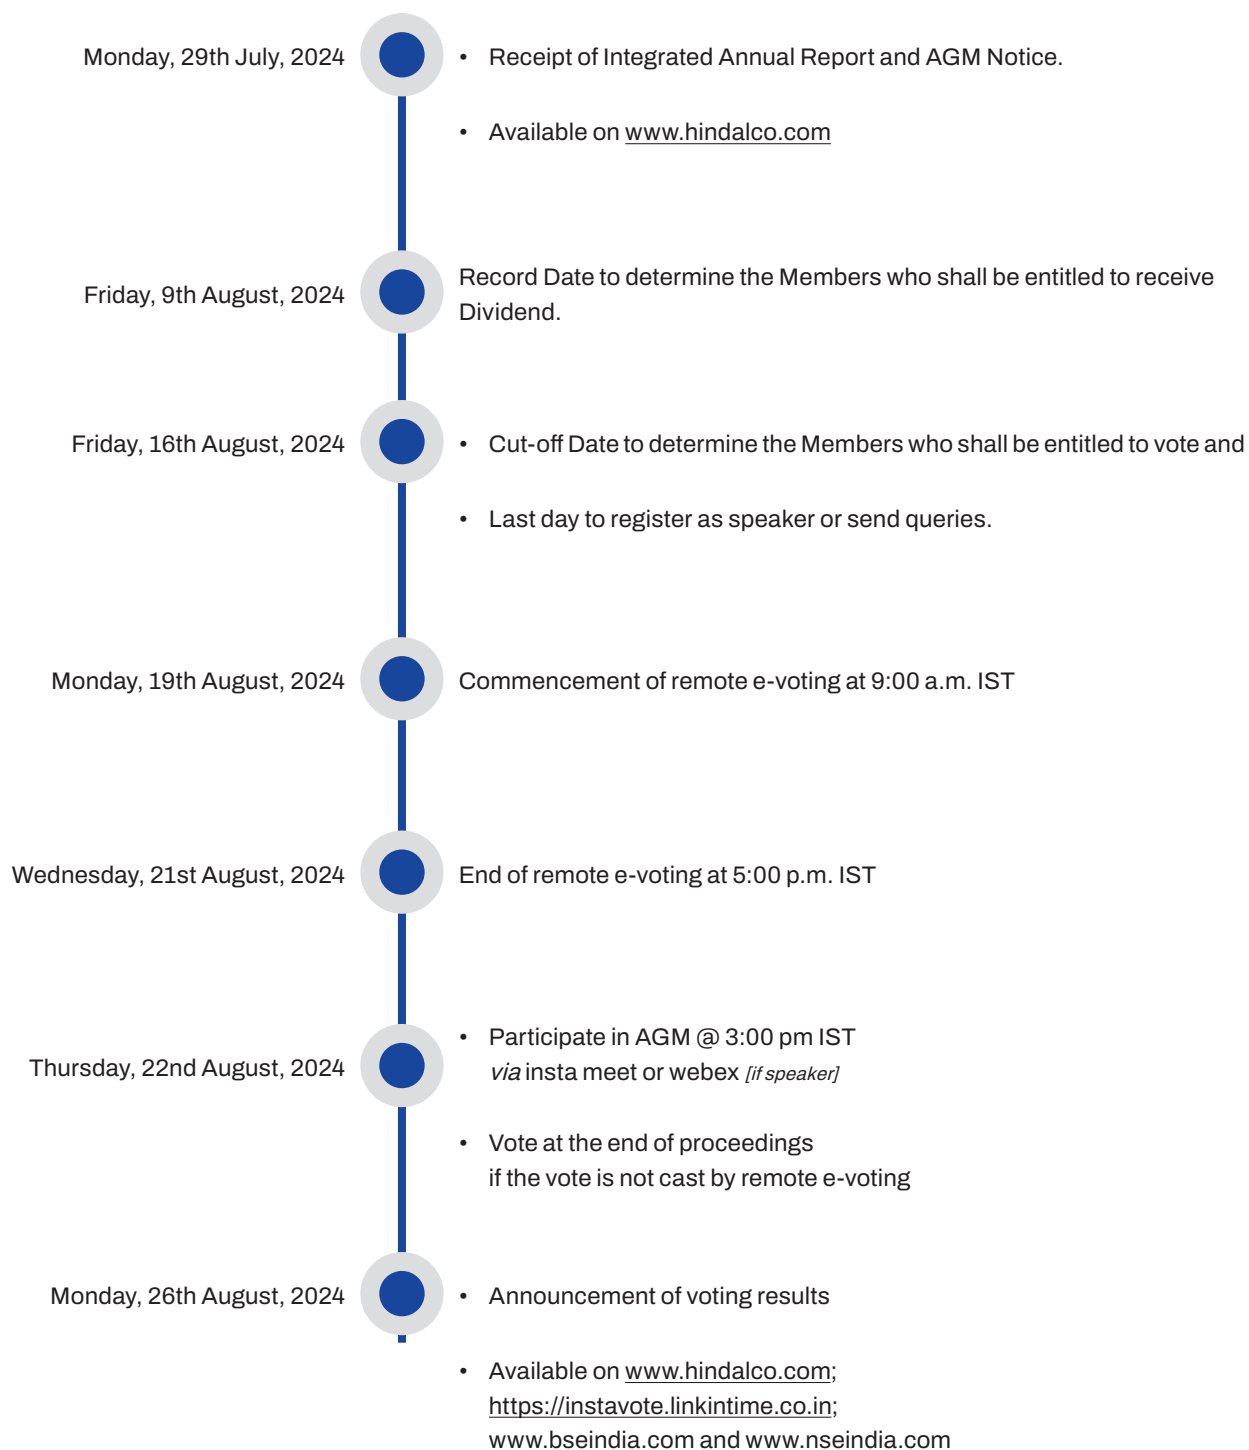 Monday, 29th July, 2024
• Receipt of Integrated Annual Report and AGM Notice.
• Available on www.hindalco.com
Friday, 9th August, 2024
Record Date to determine the Members who shall be entitled to receive
Dividend.
Friday, 16th August, 2024
• Cut-off Date to determine the Members who shall be entitled to vote and
• Last day to register as speaker or send queries.
Monday, 19th August, 2024
Commencement of remote e-voting at 9:00 a.m. IST
Wednesday, 21st August, 2024
End of remote e-voting at 5:00 p.m. IST
Thursday, 22nd August, 2024
• Participate in AGM @ 3:00 pm IST
via insta meet or webex [if speaker]
• Vote at the end of proceedings
if the vote is not cast by remote e-voting
Monday, 26th August, 2024
• Announcement of voting results
• Available on www.hindalco.com;
https://instavote.linkintime.co.in;
www.bseindia.com and www.nseindia.com